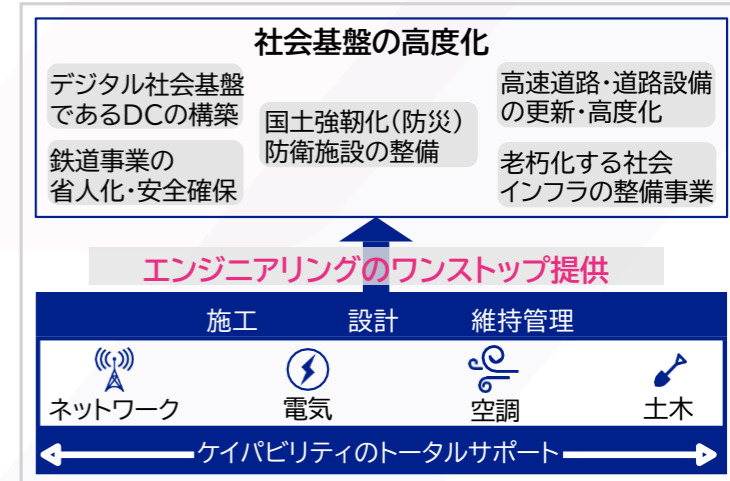 社会基盤の高度化
デジタル社会基盤
であるDCの構築
鉄道事業の
省人化・安全確保
国土強靭化(防災)
防衛施設の整備
高速道路・道路設備
の更新・高度化
老朽化する社会
インフラの整備事業
エンジニアリングのワンストップ提供
施工 設計 維持管理
ネットワーク 電気 空調 土木
ケイパビリティのトータルサポート